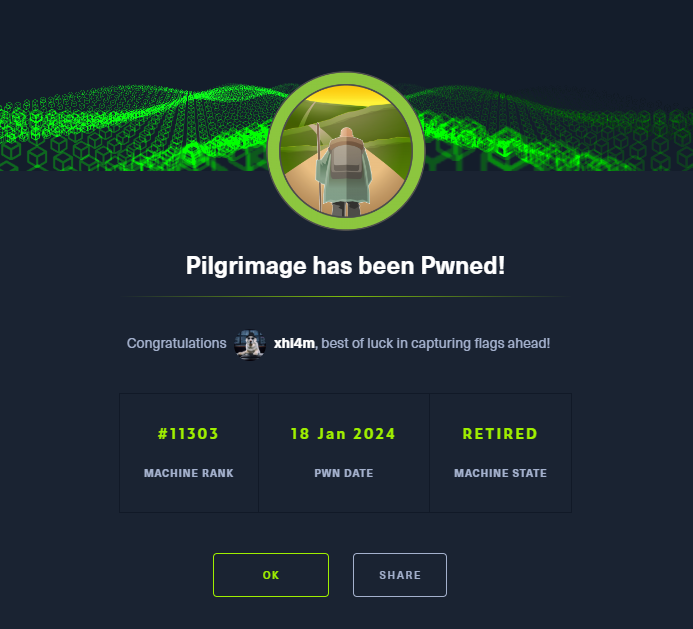 Pilgrimage has been Pwned!
Congratulations xhl4m, best of luck in capturing flags ahead!
#11303 18 Jan 2024 RETIRED
MACHINE RANK PWN DATE MACHINE STATE
OK SHARE